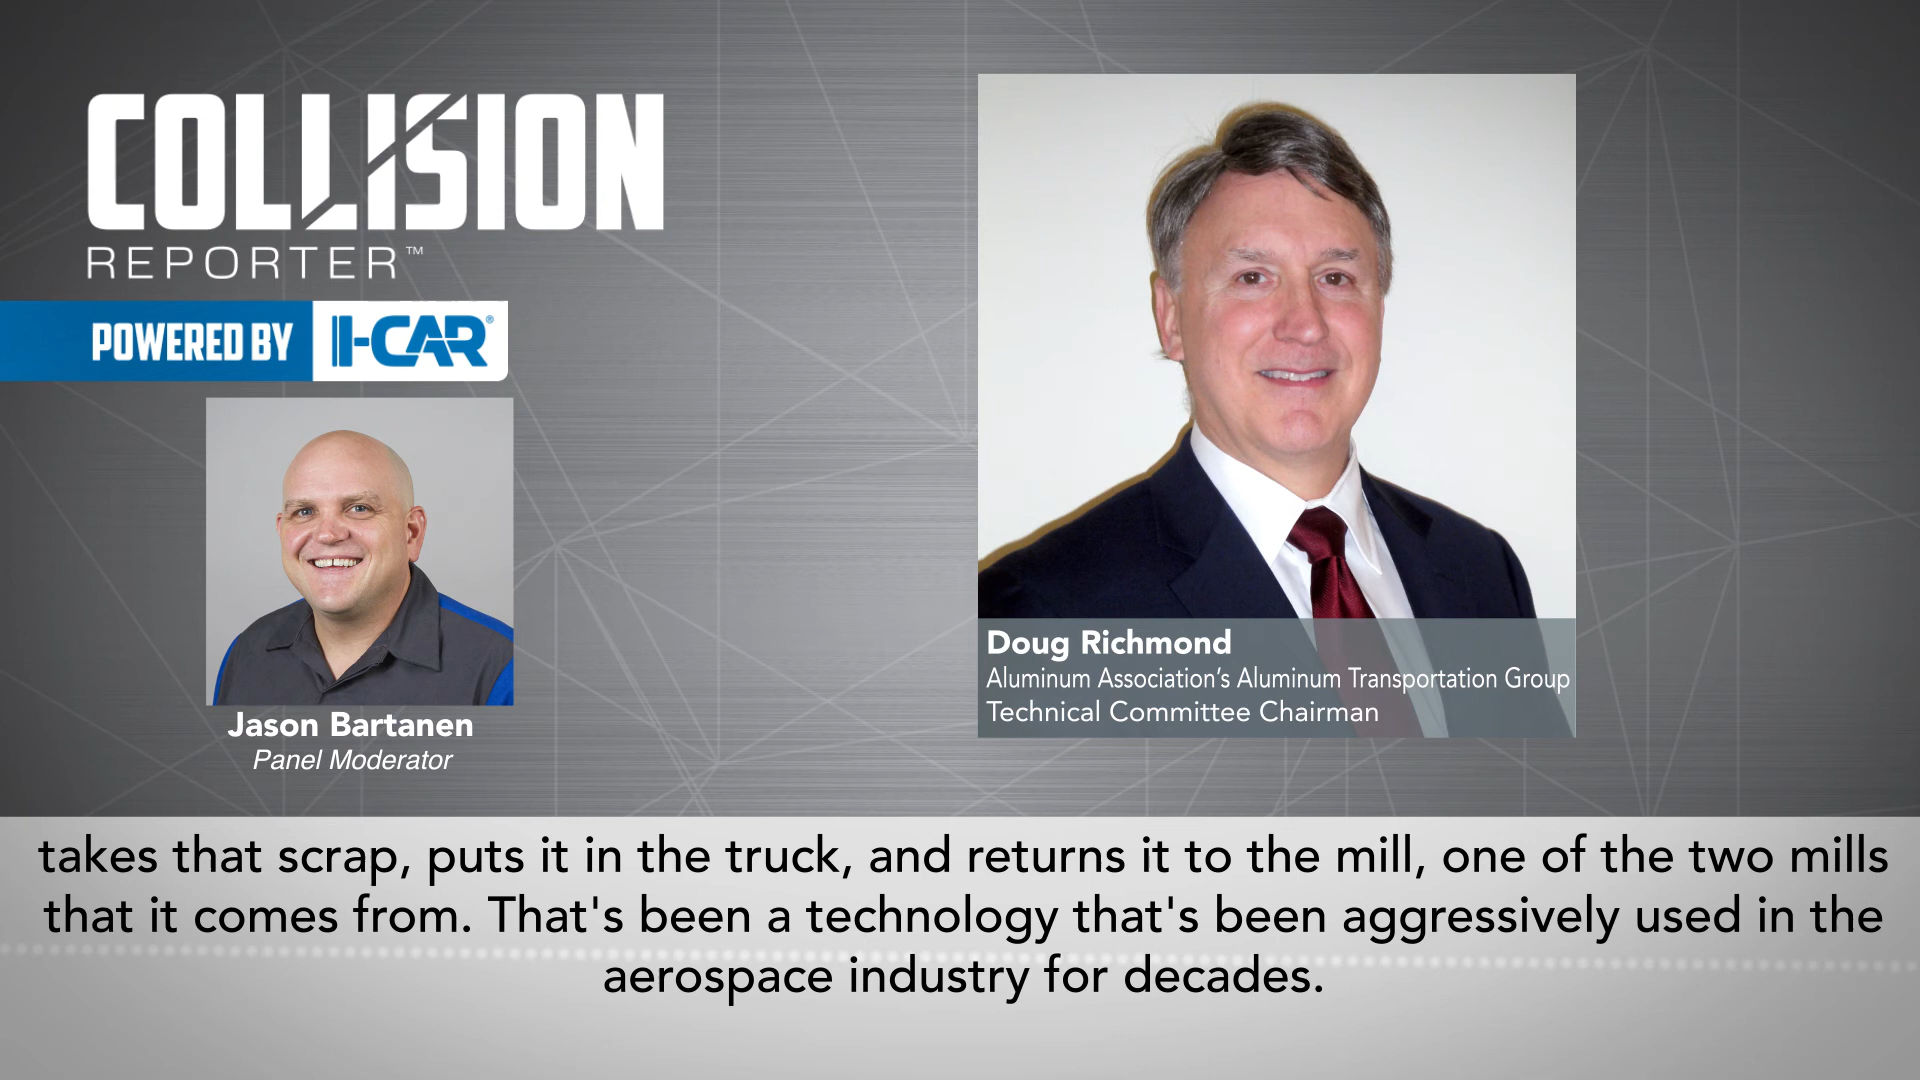 COLLISION
REPORTER™
POWERED BY I-CAR®
Jason Bartanen
Panel Moderator
Doug Richmond
Aluminum Association's Aluminum Transportation Group
Technical Committee Chairman
takes that scrap, puts it in the truck, and returns it to the mill, one of the two mills
that it comes from. That's been a technology that's been aggressively used in the
aerospace industry for decades.